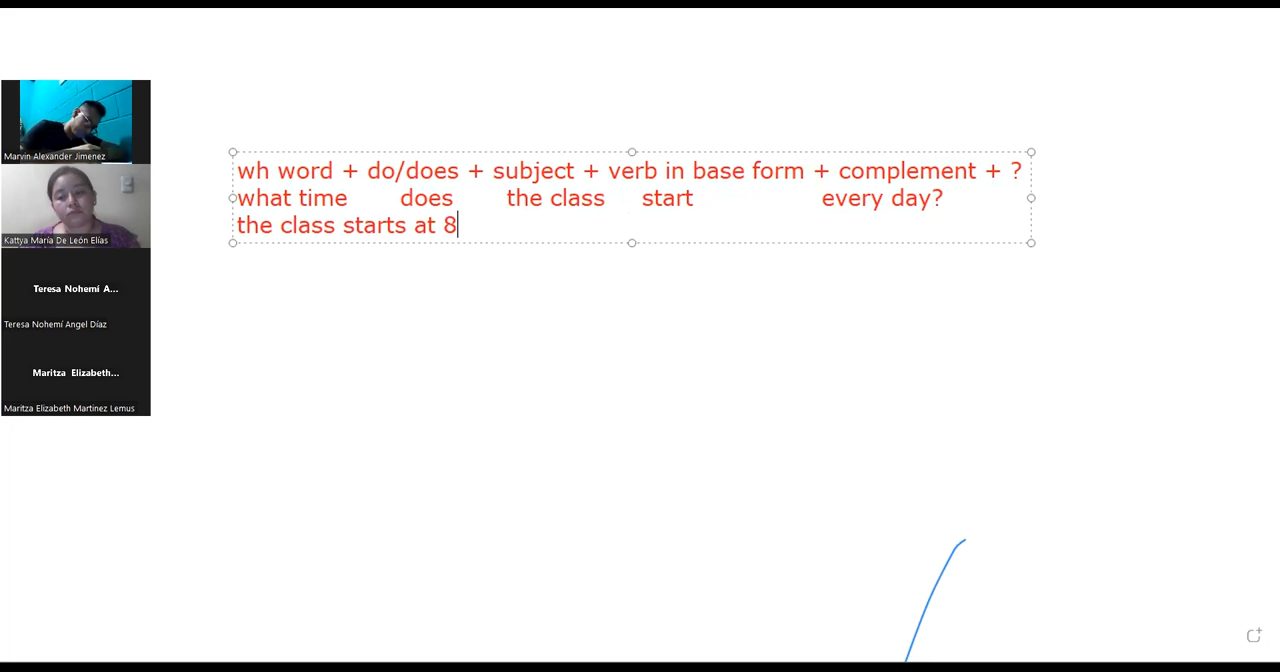 Marvin Alexander Jimenez
Kattya María De León Elías
Teresa Nohemí A...
Teresa Nohemí Angel Díaz
Maritza Elizabeth...
Maritza Elizabeth Martinez Lemus
wh word + do/does + subject + verb in base form + complement + ?
what time does the class start every day?
the class starts at 8